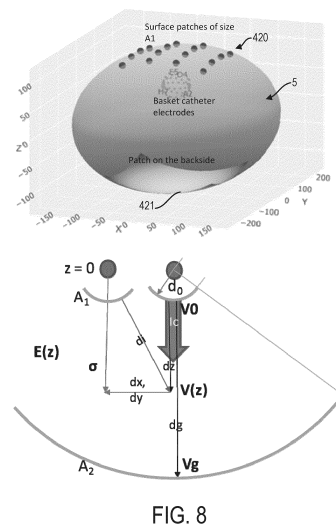 Surface patches of size
A1
420
100
50
5
Basket catheter
electrodes
0
Z
-50
-100
Patch on the backside
-150
421
-150
-100
-50
X
0
50
100
150
200
100
0
Y
-100
-200
z = 0
d0
A1
V0
Ic
E(z)
di
σ
dz
dx,
dy
V(z)
dg
A2
Vg
FIG. 8